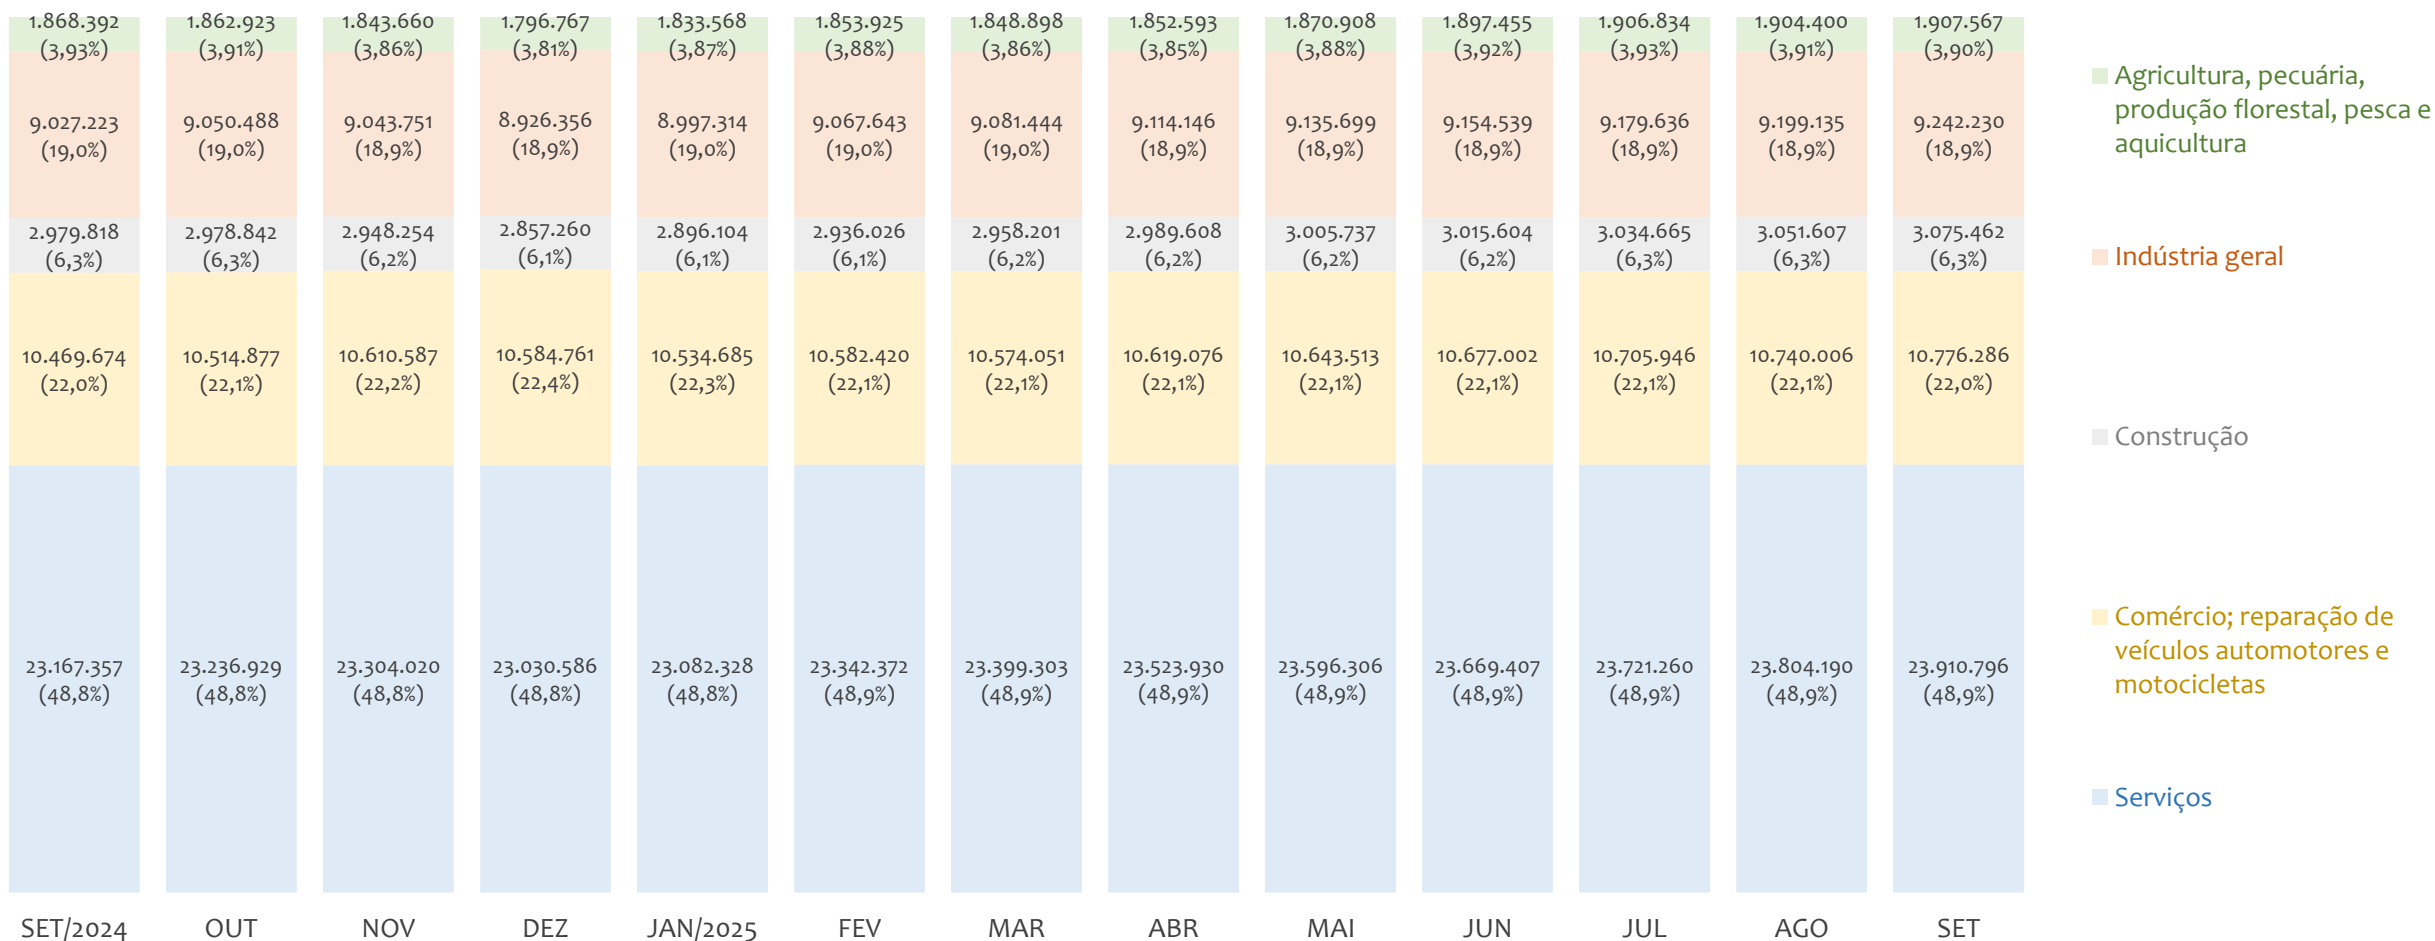 1.868.392 1.862.923 1.843.660 1.796.767 1.833.568 1.853.925 1.848.898 1.852.593 1.870.908 1.897.455 1.906.834 1.904.400 1.907.567
(3,93%) (3,91%) (3,86%) (3,81%) (3,87%) (3,88%) (3,86%) (3,85%) (3,88%) (3,92%) (3,93%) (3,91%) (3,90%)
9.027.223 9.050.488 9.043.751 8.926.356 8.997.314 9.067.643 9.081.444 9.114.146 9.135.699 9.154.539 9.179.636 9.199.135 9.242.230
(19,0%) (19,0%) (18,9%) (18,9%) (19,0%) (19,0%) (19,0%) (18,9%) (18,9%) (18,9%) (18,9%) (18,9%) (18,9%)
2.979.818 2.978.842 2.948.254 2.857.260 2.896.104 2.936.026 2.958.201 2.989.608 3.005.737 3.015.604 3.034.665 3.051.607 3.075.462
(6,3%) (6,3%) (6,2%) (6,1%) (6,1%) (6,1%) (6,2%) (6,2%) (6,2%) (6,2%) (6,3%) (6,3%) (6,3%)
10.469.674 10.514.877 10.610.587 10.584.761 10.534.685 10.582.420 10.574.051 10.619.076 10.643.513 10.677.002 10.705.946 10.740.006 10.776.286
(22,0%) (22,1%) (22,2%) (22,4%) (22,3%) (22,1%) (22,1%) (22,1%) (22,1%) (22,1%) (22,1%) (22,1%) (22,0%)
23.167.357 23.236.929 23.304.020 23.030.586 23.082.328 23.342.372 23.399.303 23.523.930 23.596.306 23.669.407 23.721.260 23.804.190 23.910.796
(48,8%) (48,8%) (48,8%) (48,8%) (48,8%) (48,9%) (48,9%) (48,9%) (48,9%) (48,9%) (48,9%) (48,9%) (48,9%)
SET/2024 OUT NOV DEZ JAN/2025 FEV MAR ABR MAI JUN JUL AGO SET
Agricultura, pecuária,
produção florestal, pesca e
aquicultura
Indústria geral
Construção
Comércio; reparação de
veículos automotores e
motocicletas
Serviços